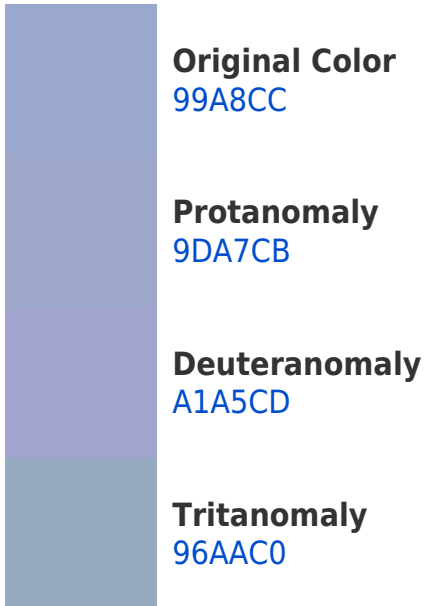 Original Color
99A8CC
Protanomaly
9DA7CB
Deuteranomaly
A1A5CD
Tritanomaly
96AAC0